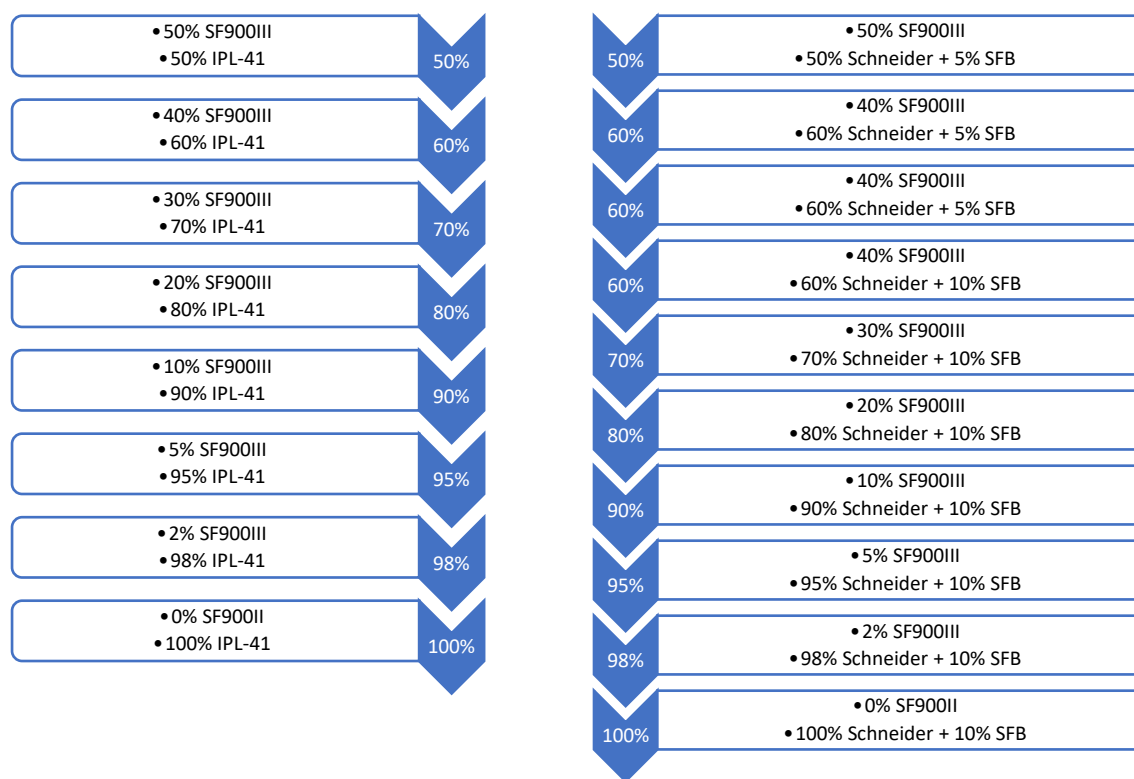 • 50% SF900III
• 50% IPL-41
50%
• 40% SF900III
• 60% IPL-41
60%
• 30% SF900III
• 70% IPL-41
70%
• 20% SF900III
• 80% IPL-41
80%
• 10% SF900III
• 90% IPL-41
90%
• 5% SF900III
• 95% IPL-41
95%
• 2% SF900III
• 98% IPL-41
98%
• 0% SF900II
• 100% IPL-41
100%
50%
• 50% SF900III
• 50% Schneider + 5% SFB
60%
• 40% SF900III
• 60% Schneider + 5% SFB
60%
• 40% SF900III
• 60% Schneider + 5% SFB
60%
• 40% SF900III
• 60% Schneider + 10% SFB
70%
• 30% SF900III
• 70% Schneider + 10% SFB
80%
• 20% SF900III
• 80% Schneider + 10% SFB
90%
• 10% SF900III
• 90% Schneider + 10% SFB
95%
• 5% SF900III
• 95% Schneider + 10% SFB
98%
• 2% SF900III
• 98% Schneider + 10% SFB
100%
• 0% SF900II
• 100% Schneider + 10% SFB